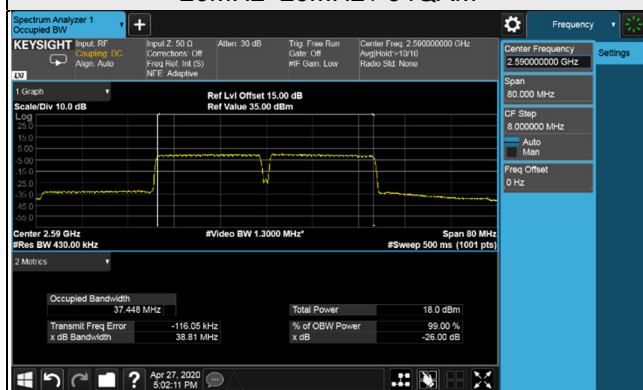 Spectrum Analyzer 1
Occupied BW
Frequency
KEYSIGHT
Input: RF
Coupling: DC
Align: Auto
Input Z: 50 Ω
Corrections: Off
Freq Ref: Int (S)
NFE: Adaptive
Atten: 30 dB
Trig: Free Run
Gate: Off
#IF Gain: Low
Center Freq: 2.590000000 GHz
Avg|Hold:>10/10
Radio Std: None
LXI
Center Frequency
2.590000000 GHz
Settings
Span
80.000 MHz
CF Step
8.000000 MHz
Auto
Man
Freq Offset
0 Hz
1 Graph
Scale/Div 10.0 dB
Ref Lvl Offset 15.00 dB
Ref Value 35.00 dBm
Log
25.0
15.0
5.00
-5.00
-15.0
-25.0
-35.0
-45.0
-55.0
Center 2.59 GHz
#Res BW 430.00 kHz
#Video BW 1.3000 MHz*
Span 80 MHz
#Sweep 500 ms (1001 pts)
2 Metrics
Occupied Bandwidth
37.448 MHz
Total Power 18.0 dBm
Transmit Freq Error -116.05 kHz
% of OBW Power 99.00 %
x dB Bandwidth 38.81 MHz
x dB -26.00 dB
Apr 27, 2020
5:02:11 PM